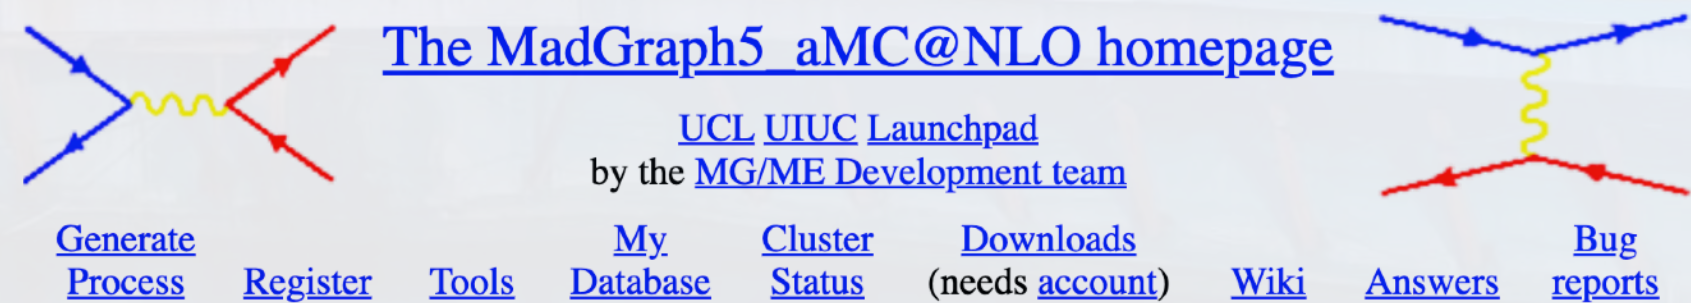 The MadGraph5_aMC@NLO homepage
UCL UIUC Launchpad
by the MG/ME Development team
Generate Process
Register
Tools
My Database
Cluster Status
Downloads (needs account)
Wiki
Answers
Bug reports